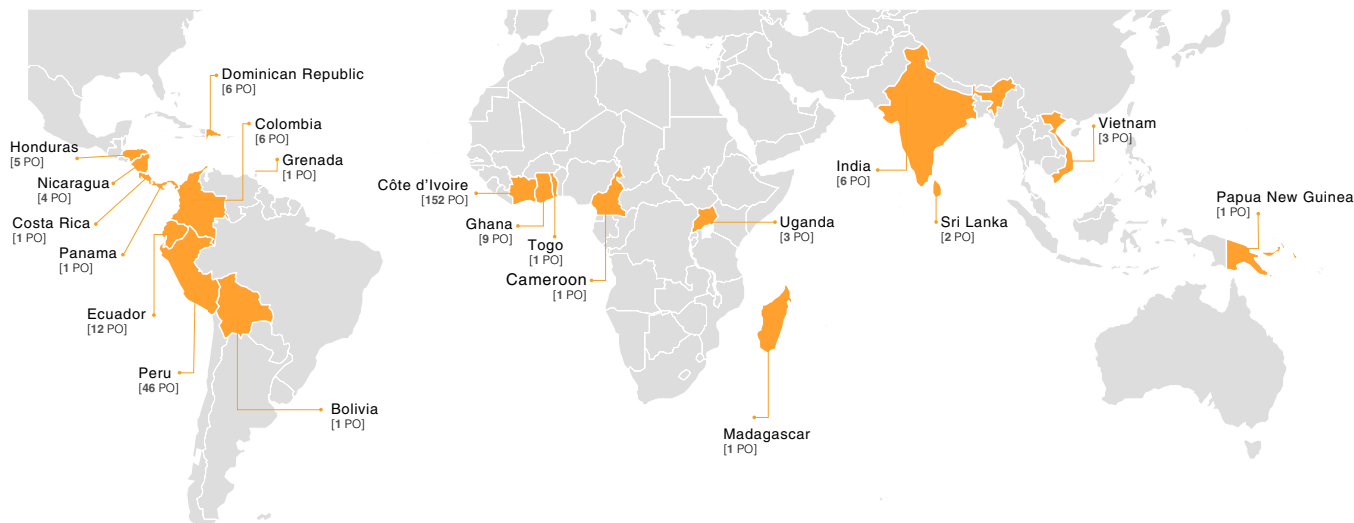 Dominican Republic
[6 PO]
Colombia
[6 PO]
Grenada
[1 PO]
Honduras
[5 PO]
Nicaragua
[4 PO]
Costa Rica
[1 PO]
Panama
[1 PO]
Ecuador
[12 PO]
Peru
[46 PO]
Bolivia
[1 PO]
Côte d'Ivoire
[152 PO]
Ghana
[9 PO]
Togo
[1 PO]
Cameroon
[1 PO]
Uganda
[3 PO]
Madagascar
[1 PO]
India
[6 PO]
Sri Lanka
[2 PO]
Vietnam
[3 PO]
Papua New Guinea
[1 PO]